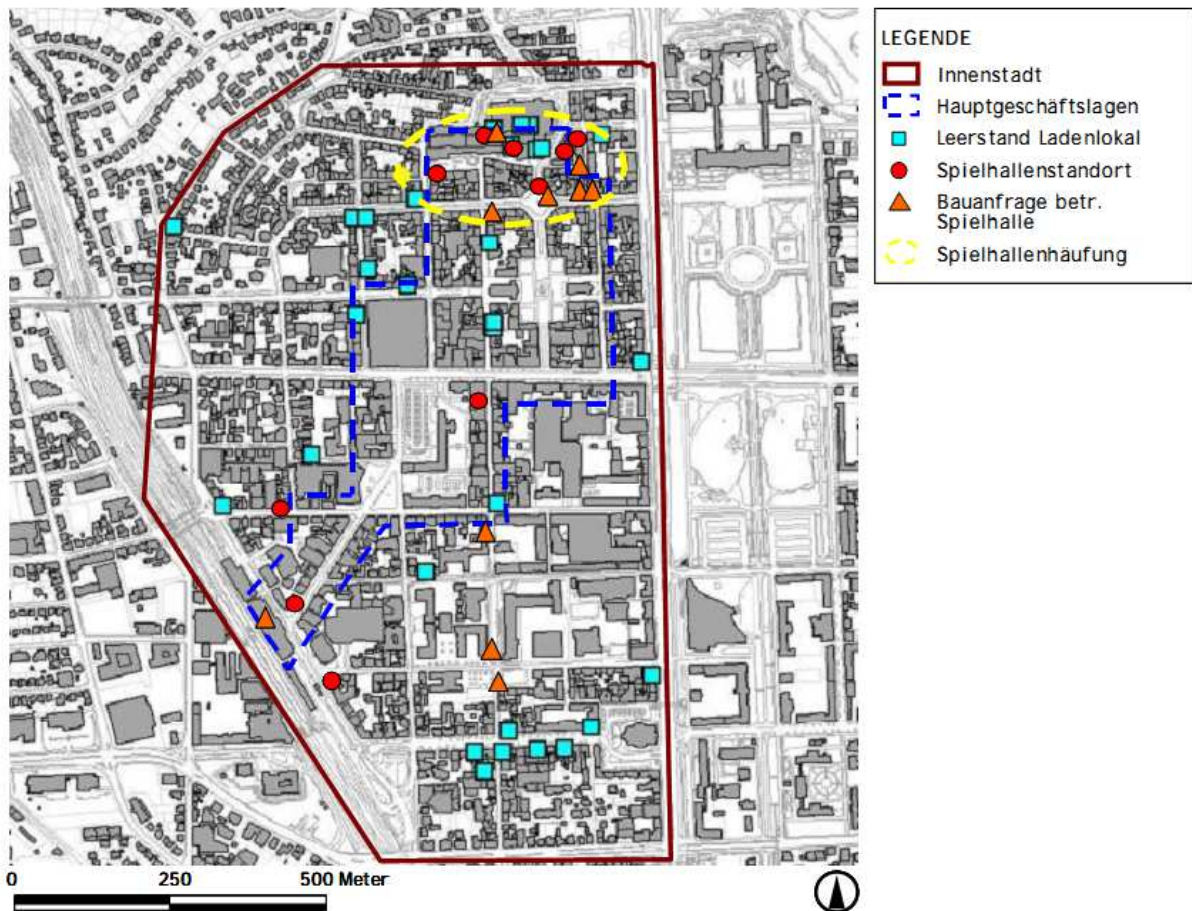 LEGENDE
Innenstadt
Hauptgeschäftslagen
Leerstand Ladenlokal
Spielhallenstandort
Bauanfrage betr.
Spielhalle
Spielhallenhäufung
0 250 500 Meter